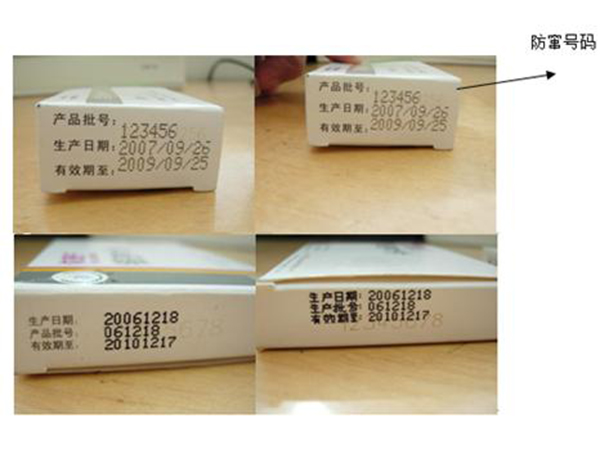 防窜号码
产品批号：123456
生产日期：2007/09/26
有效期至：2009/09/25
产品批号：123456
生产日期：2007/09/26
有效期至：2009/09/25
生产日期：20061218
产品批号：061218
有效期至：20101217
生产日期：20061218
生产批号：061218
有效期至：20101217
12345678